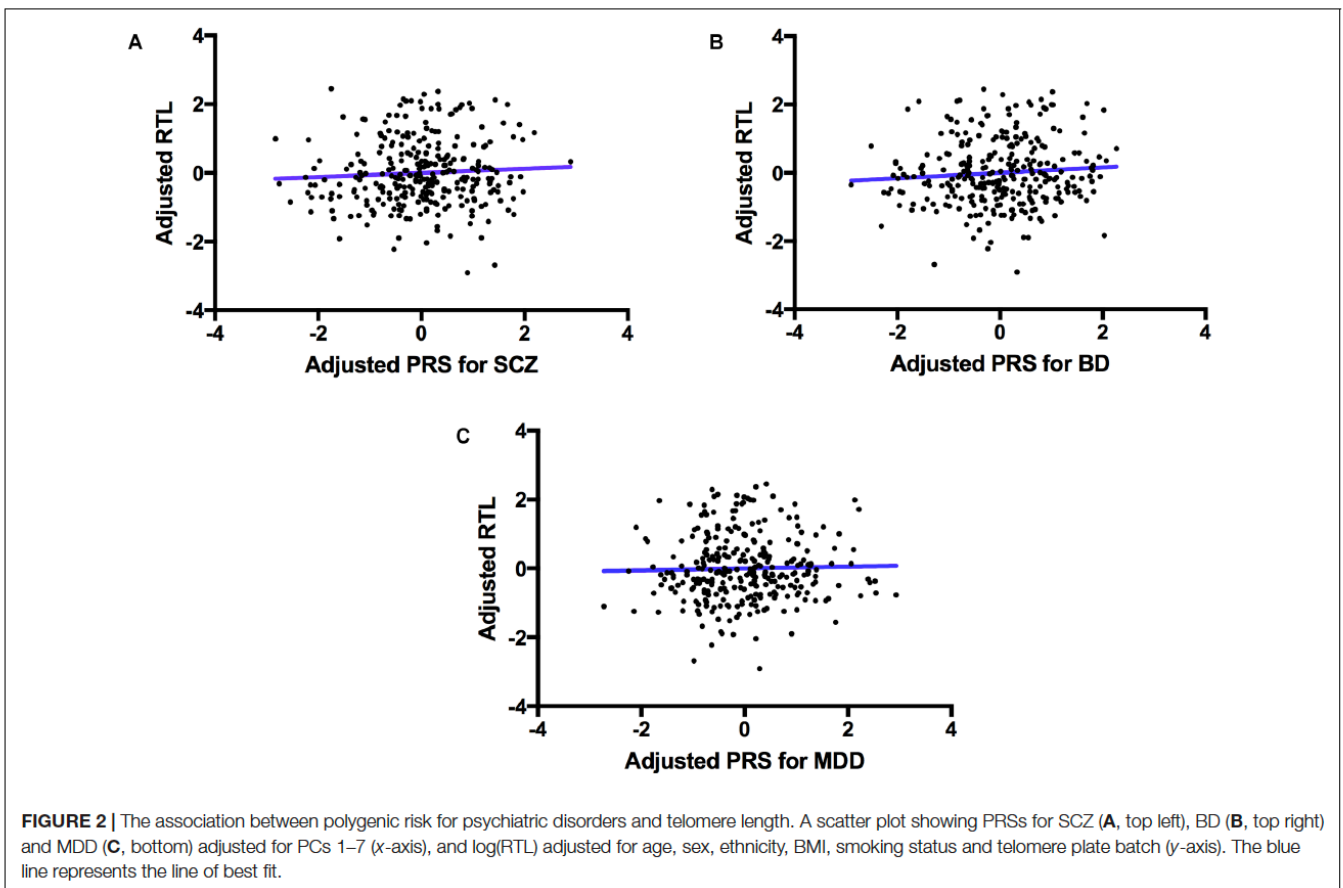 A
4
2
0
-2
-4
-4 -2 0 2 4
Adjusted RTL
Adjusted PRS for SCZ
B
4
2
0
-2
-4
-4 -2 0 2 4
Adjusted RTL
Adjusted PRS for BD
C
4
2
0
-2
-4
-4 -2 0 2 4
Adjusted RTL
Adjusted PRS for MDD
FIGURE 2 | The association between polygenic risk for psychiatric disorders and telomere length. A scatter plot showing PRSs for SCZ (A, top left), BD (B, top right)
and MDD (C, bottom) adjusted for PCs 1–7 (x-axis), and log(RTL) adjusted for age, sex, ethnicity, BMI, smoking status and telomere plate batch (y-axis). The blue
line represents the line of best fit.